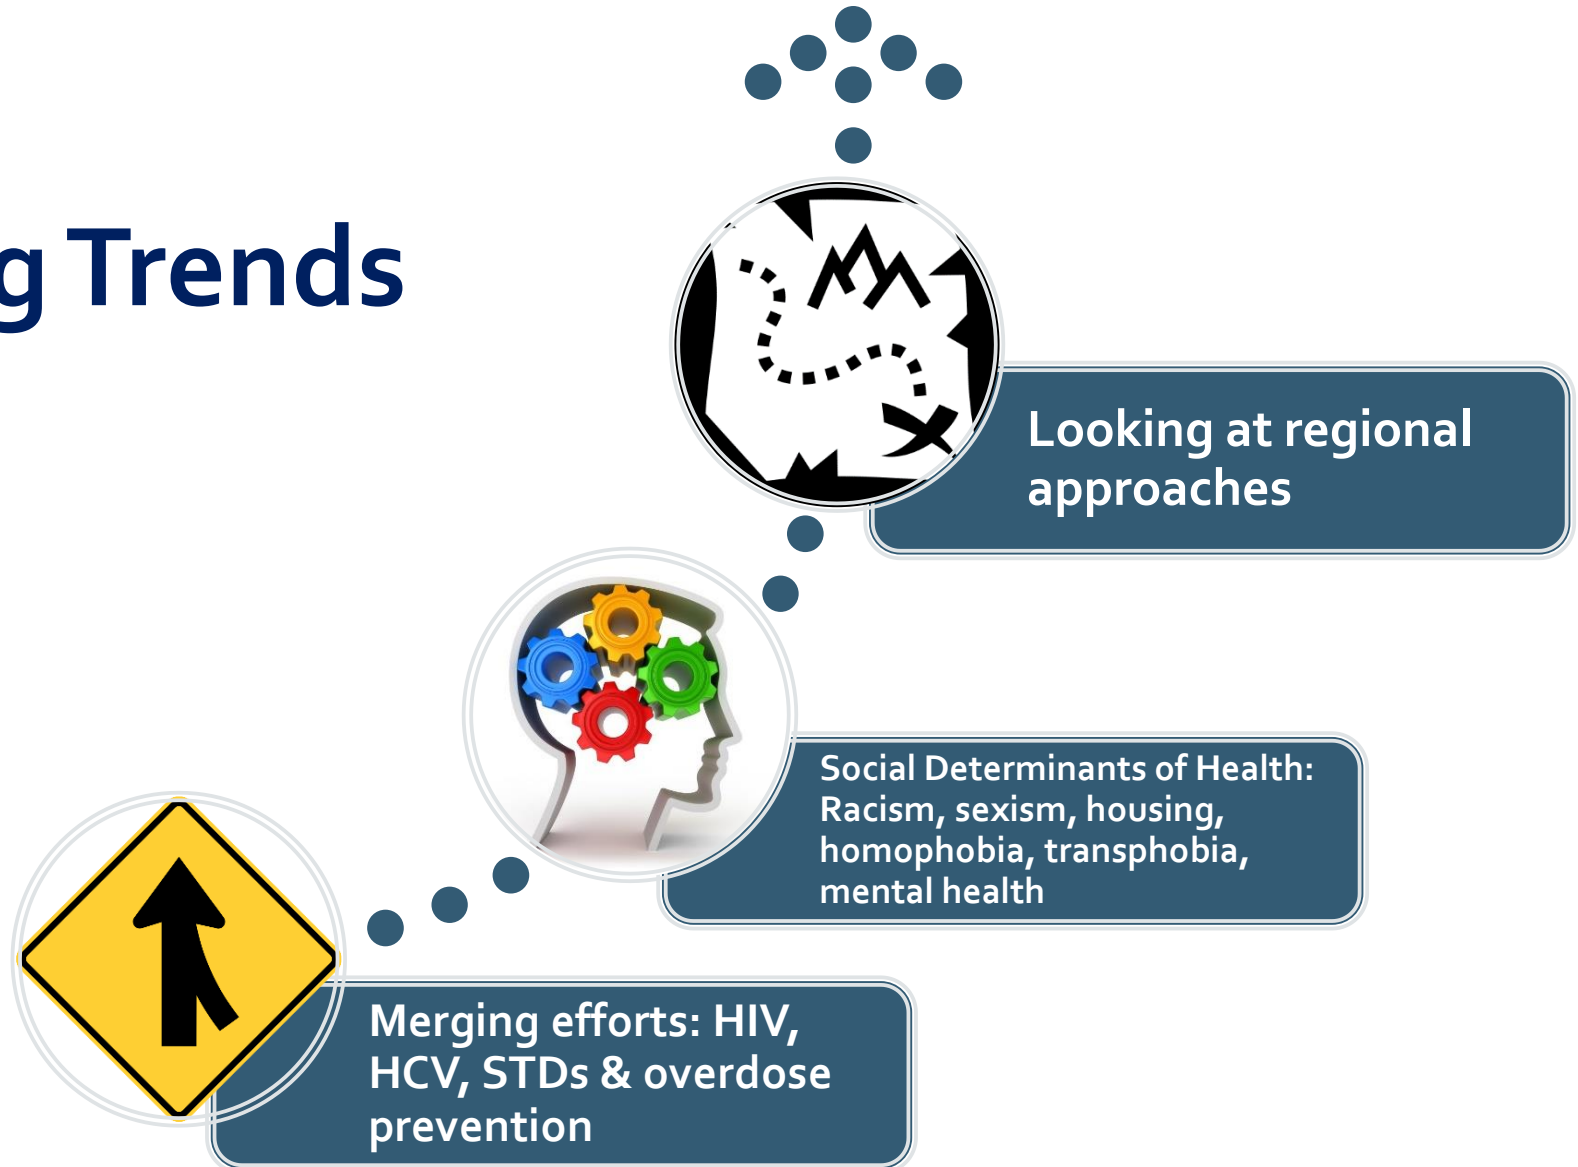 g Trends
Looking at regional
approaches
Social Determinants of Health:
Racism, sexism, housing,
homophobia, transphobia,
mental health
Merging efforts: HIV,
HCV, STDs & overdose
prevention